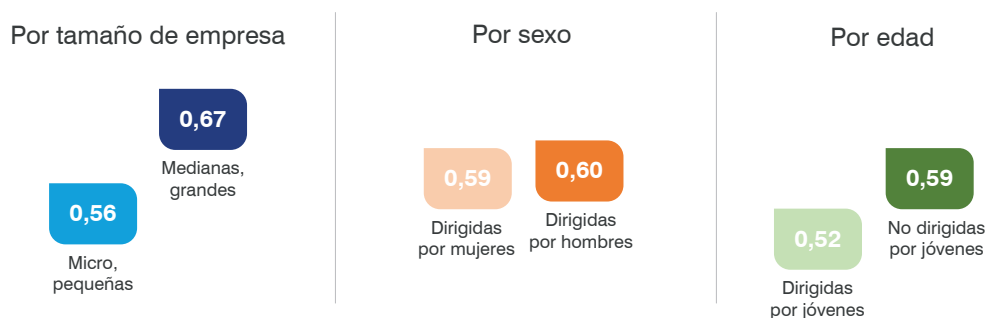 Por tamaño de empresa
0,67
Medianas,
grandes
0,56
Micro,
pequeñas
Por sexo
0,59
Dirigidas
por mujeres
0,60
Dirigidas
por hombres
Por edad
0,59
No dirigidas
por jóvenes
0,52
Dirigidas
por jóvenes